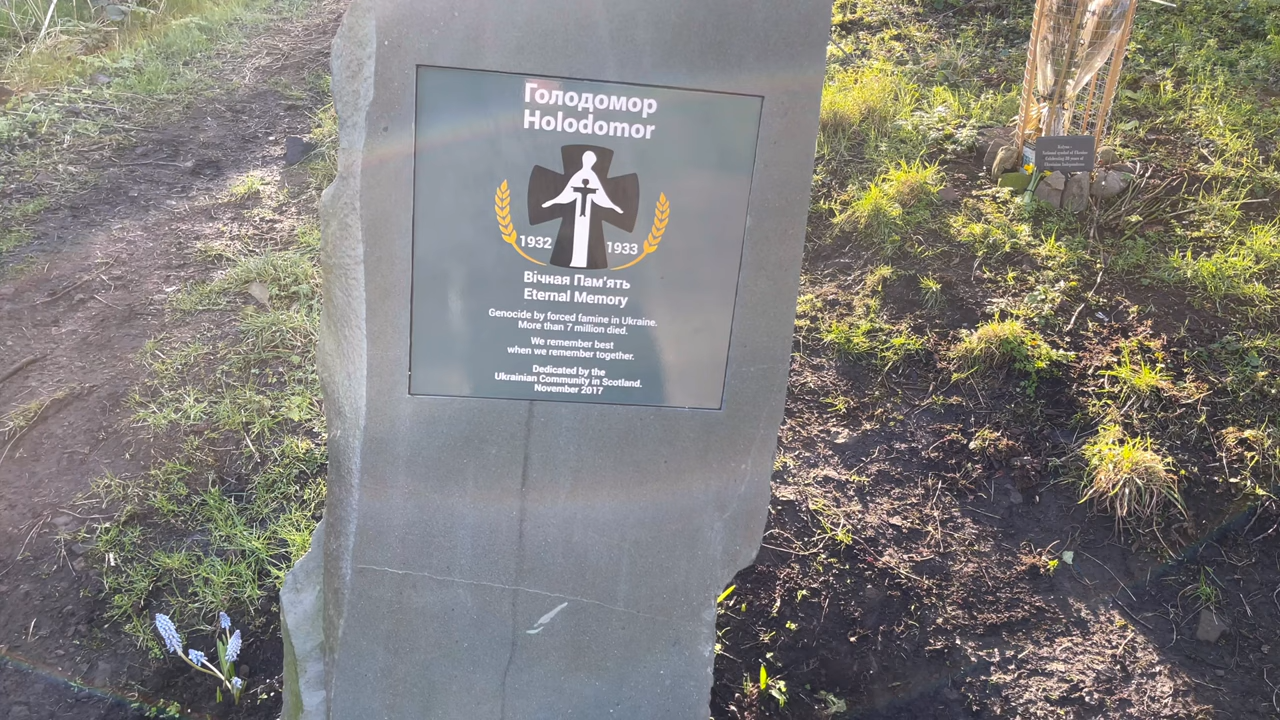 Голодомор
Holodomor
1932 1933
Вічная Пам'ять
Eternal Memory
Genocide by forced famine in Ukraine.
More than 7 million died.
We remember best
when we remember together.
Dedicated by the
Ukrainian Community in Scotland.
November 2017